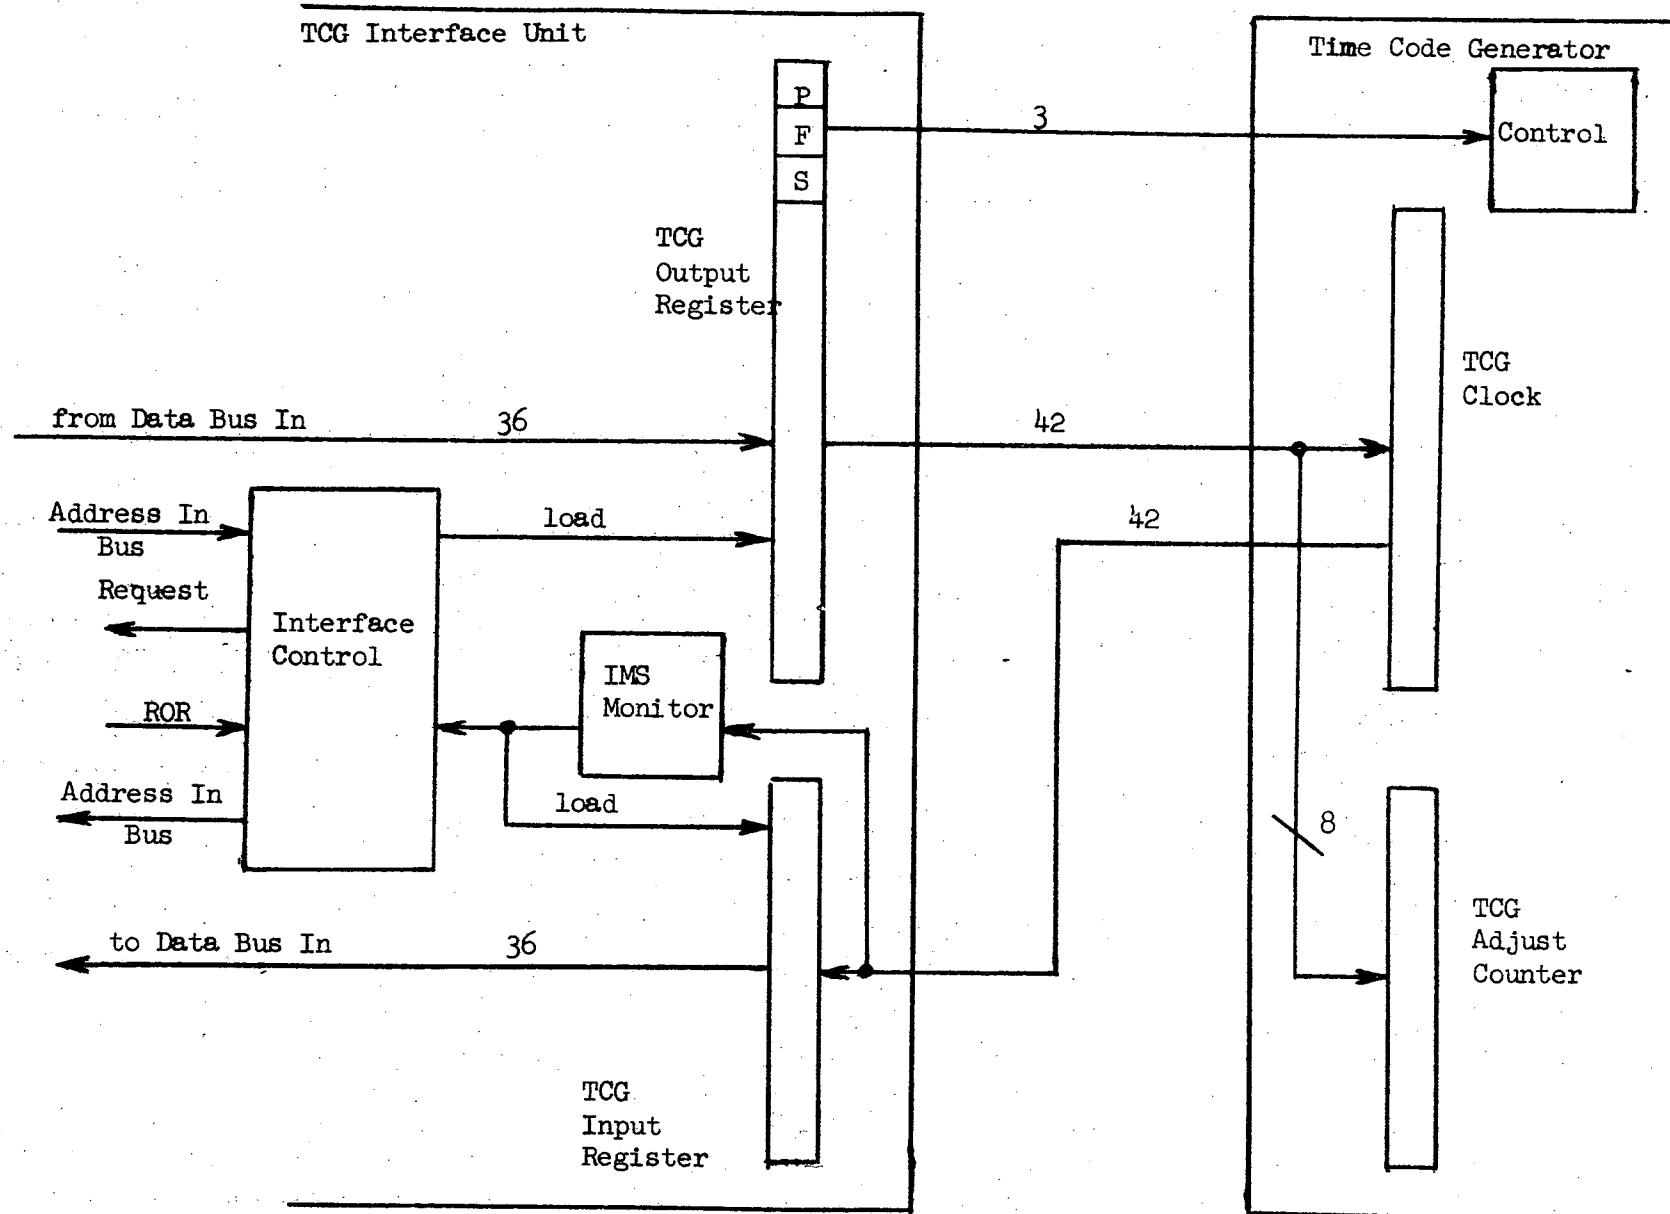 TCG Interface Unit
Time Code Generator
P
F
S
3
Control
TCG
Output
Register
TCG
Clock
from Data Bus In
36
42
Address In
Bus
load
42
Request
Interface
Control
IMS
Monitor
ROR
Address In
Bus
load
8
to Data Bus In
36
TCG
Adjust
Counter
TCG
Input
Register